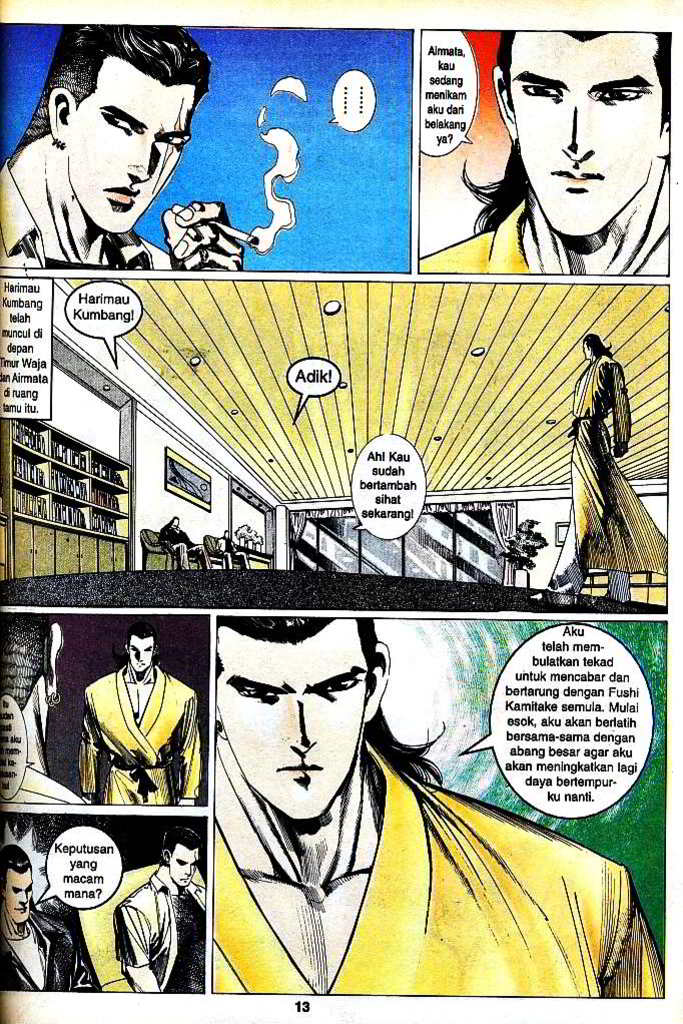 Airmata,
kau
sedang
menikam
aku dari
belakang
ya?
Harimau
Kumbang
telah
muncul di
depan
Timur Waja
dan Airmata
di ruang
tamu itu.
Harimau
Kumbang!
Adik!
Ah! Kau
sudah
bertambah
sihat
sekarang!
aku
Aku
telah mem-
bulatkan tekad
untuk mencabar dan
bertarung dengan Fushi
Kamitake semula. Mulai
esok, aku akan berlatih
bersama-sama dengan
abang besar agar aku
akan meningkatkan lagi
daya bertempur-
ku nanti.
Keputusan
yang
mana?
13